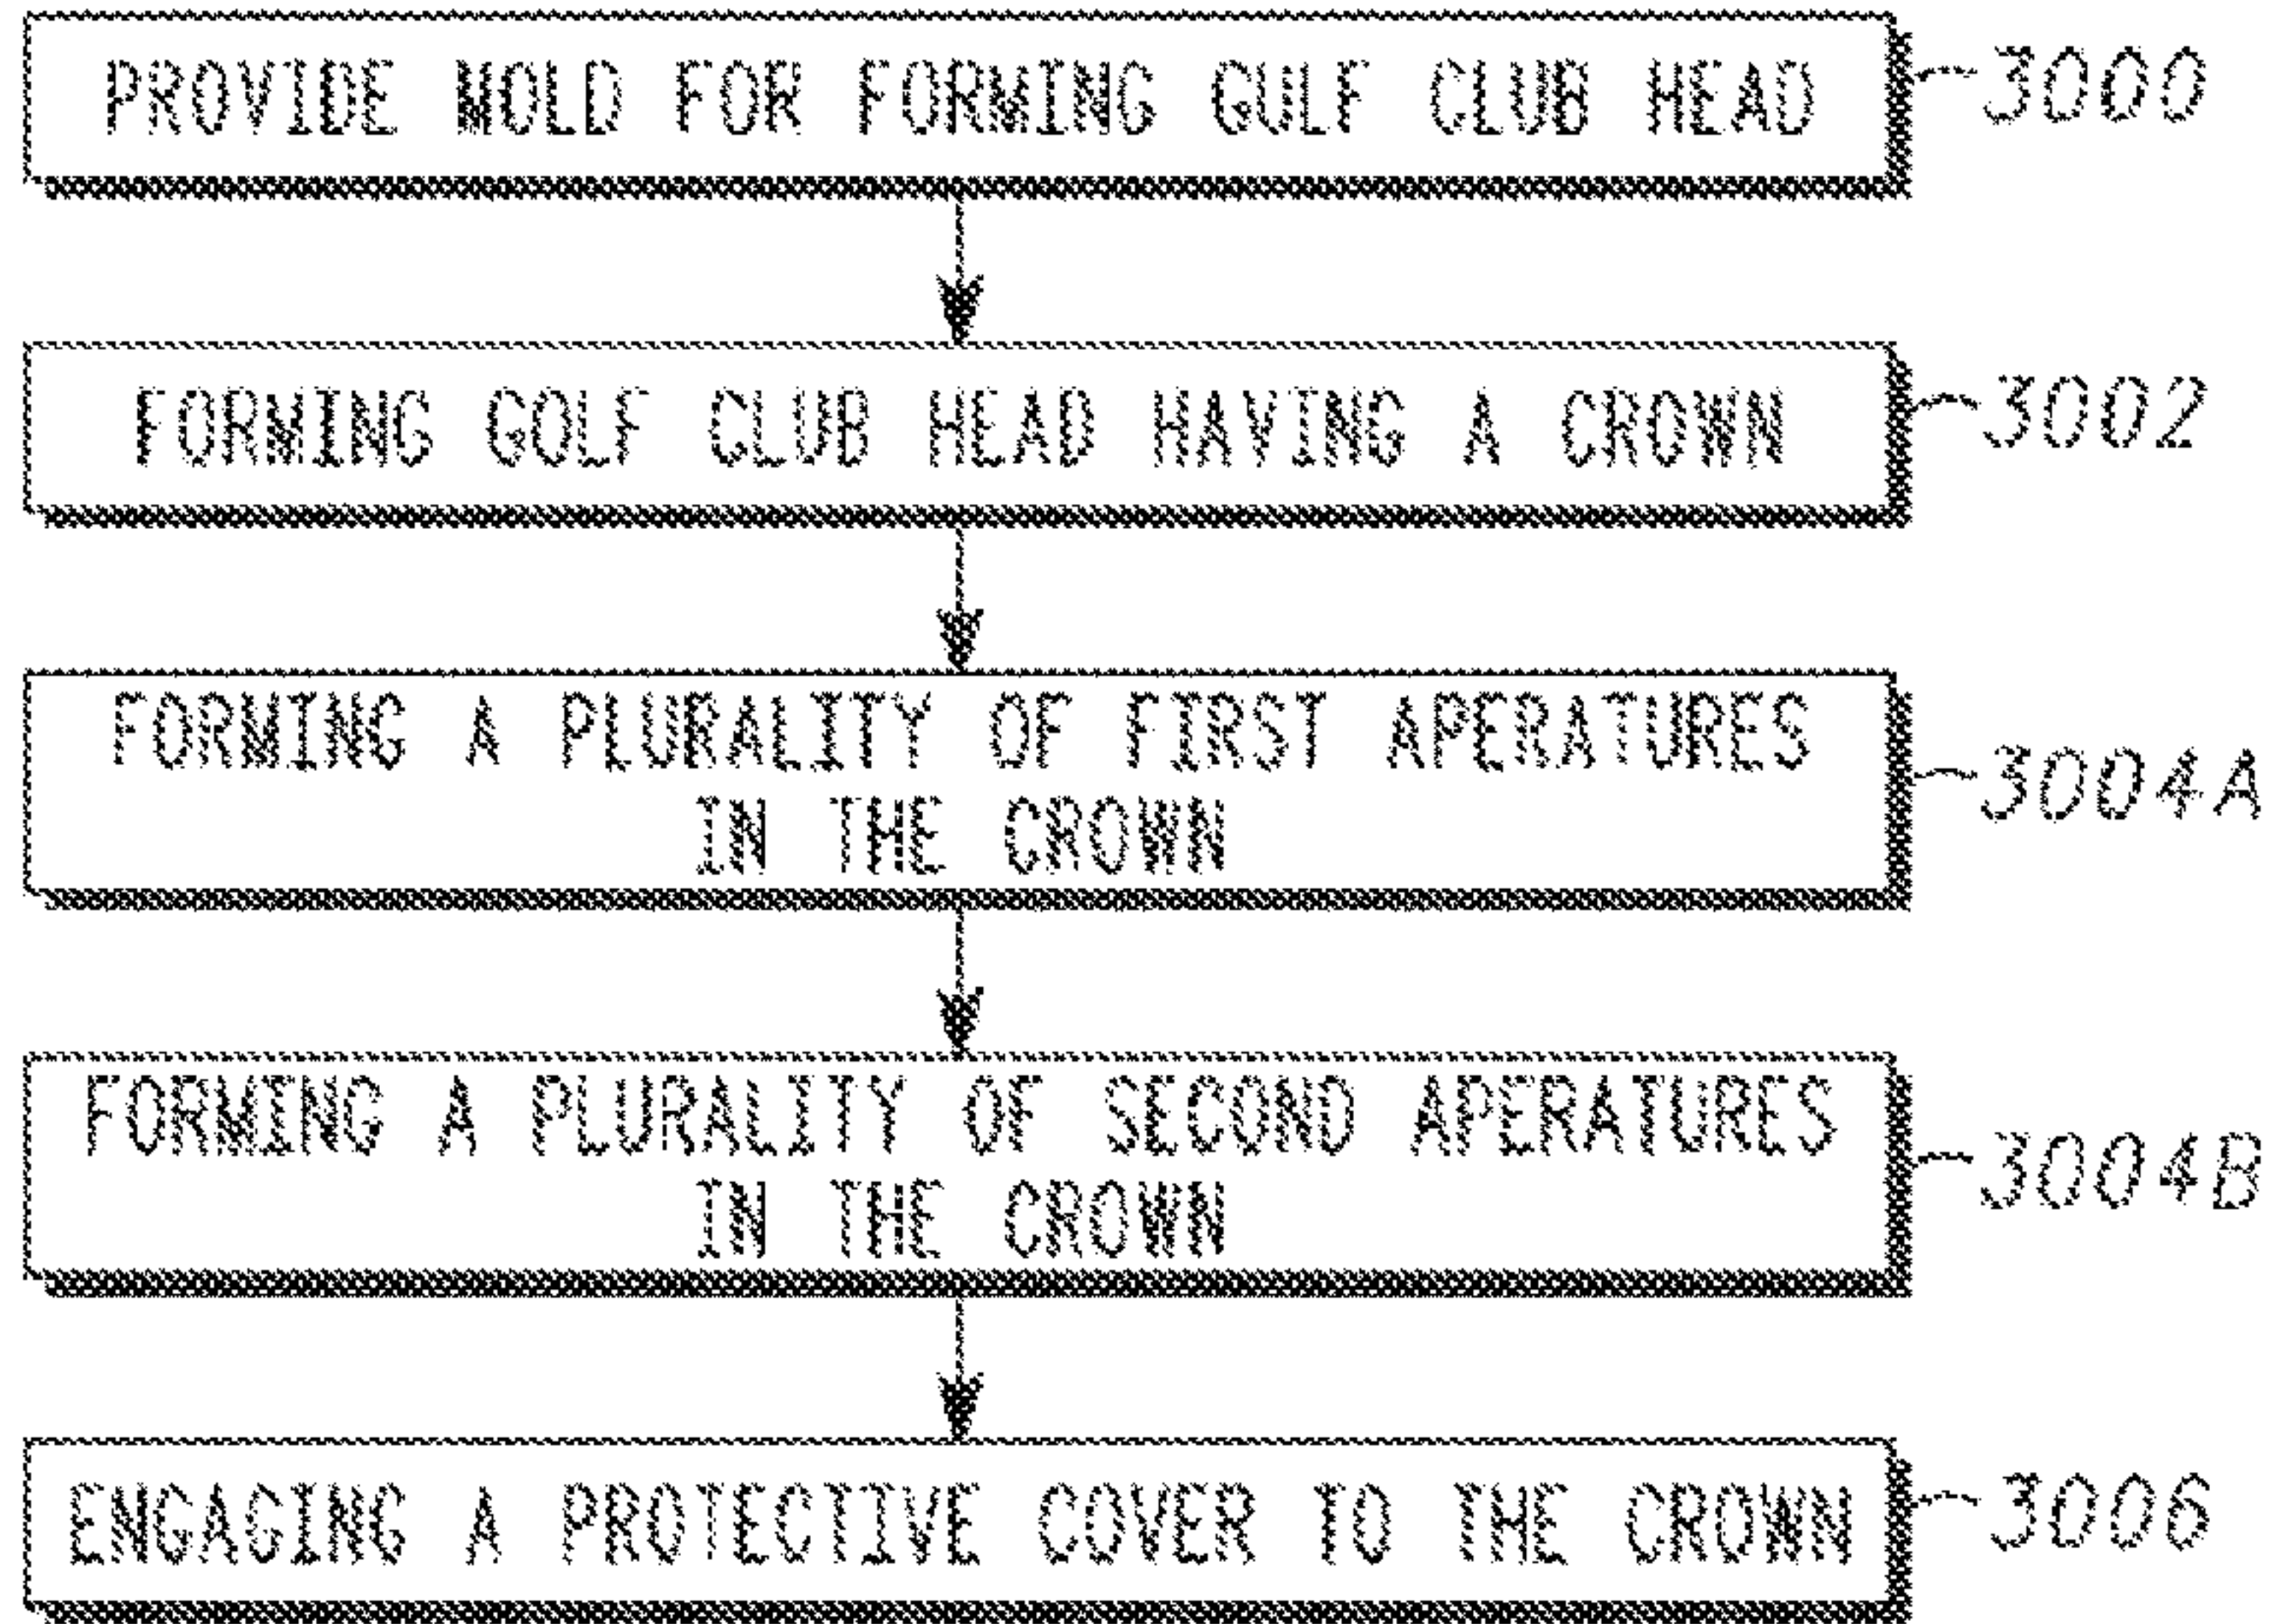 PROVIDE MOLD FOR FORMING GULF CLUB HEAD 3000
FORMING GOLF CLUB HEAD HAVING A CROWN 3002
FORMING A PLURALITY OF FIRST APERATURES
IN THE CROWN
3004A
FORMING A PLURALITY OF SECOND APERATURES
IN THE CROWN
3004B
ENGAGING A PROTECTIVE COVER TO THE CROWN 3006